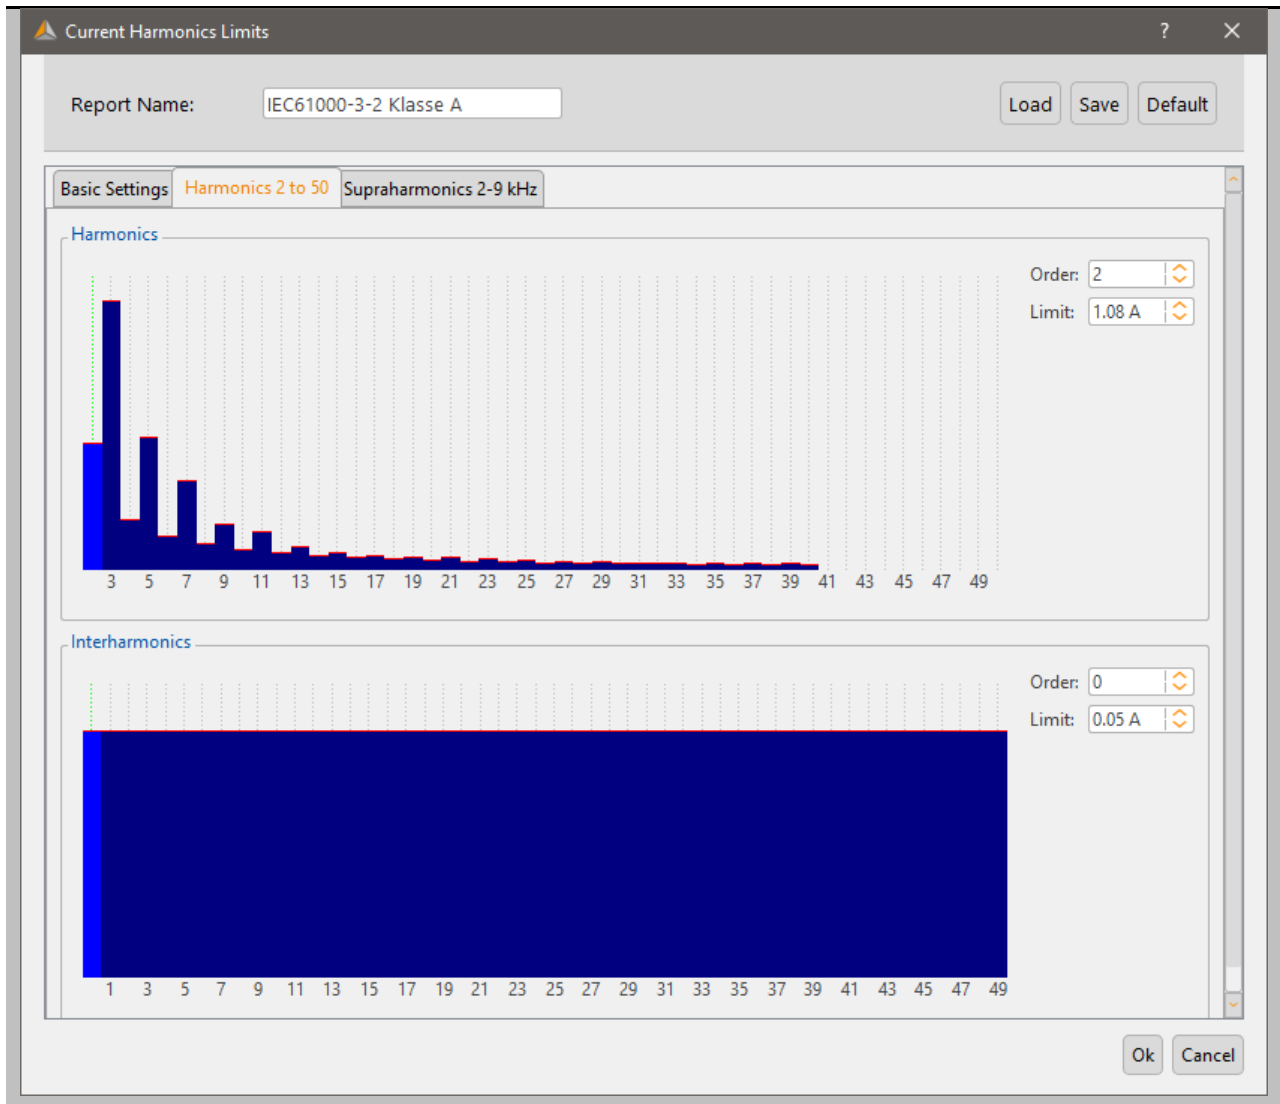 Current Harmonics Limits ?
Report Name: IEC61000-3-2 Klasse A Load Save Default
Basic Settings Harmonics 2 to 50 Supraharmonics 2-9 kHz
Harmonics
Order: 2
Limit: 1.08 A
3 5 7 9 11 13 15 17 19 21 23 25 27 29 31 33 35 37 39 41 43 45 47 49
Interharmonics
Order: 0
Limit: 0.05 A
1 3 5 7 9 11 13 15 17 19 21 23 25 27 29 31 33 35 37 39 41 43 45 47 49
Ok Cancel